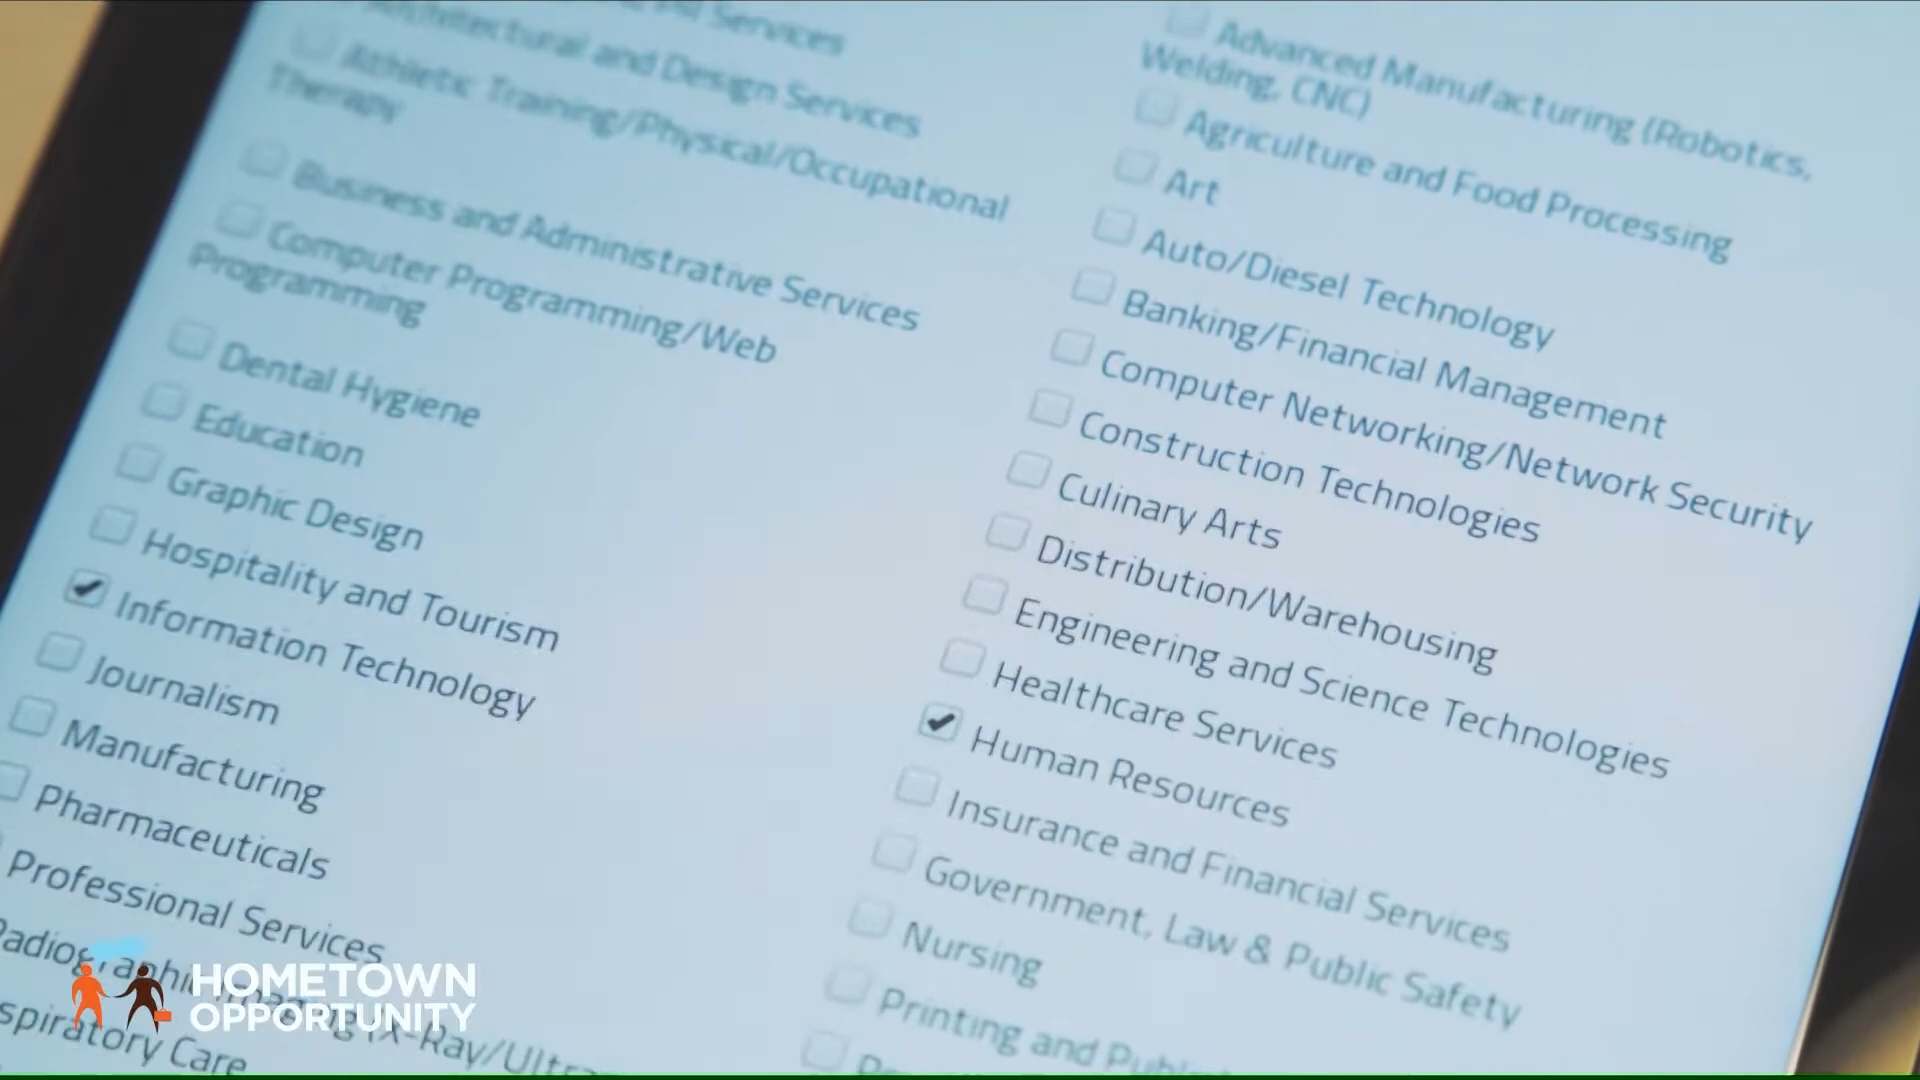 Services
Architectural and Design Services
Athletic Training/Physical/Occupational
Therapy
Business and Administrative Services
Computer Programming/Web
Programming
Dental Hygiene
Education
Graphic Design
Hospitality and Tourism
Information Technology
Journalism
Manufacturing
Pharmaceuticals
Professional Services
Care
Advanced Manufacturing (Robotics,
Welding, CNC)
Agriculture and Food Processing
Art
Auto/Diesel Technology
Banking/Financial Management
Computer Networking/Network Security
Construction Technologies
Culinary Arts
Distribution/Warehousing
Engineering and Science Technologies
Healthcare Services
Human Resources
Insurance and Financial Services
Government, Law & Public Safety
Nursing
Printing and
HOMETOWN
OPPORTUNITY